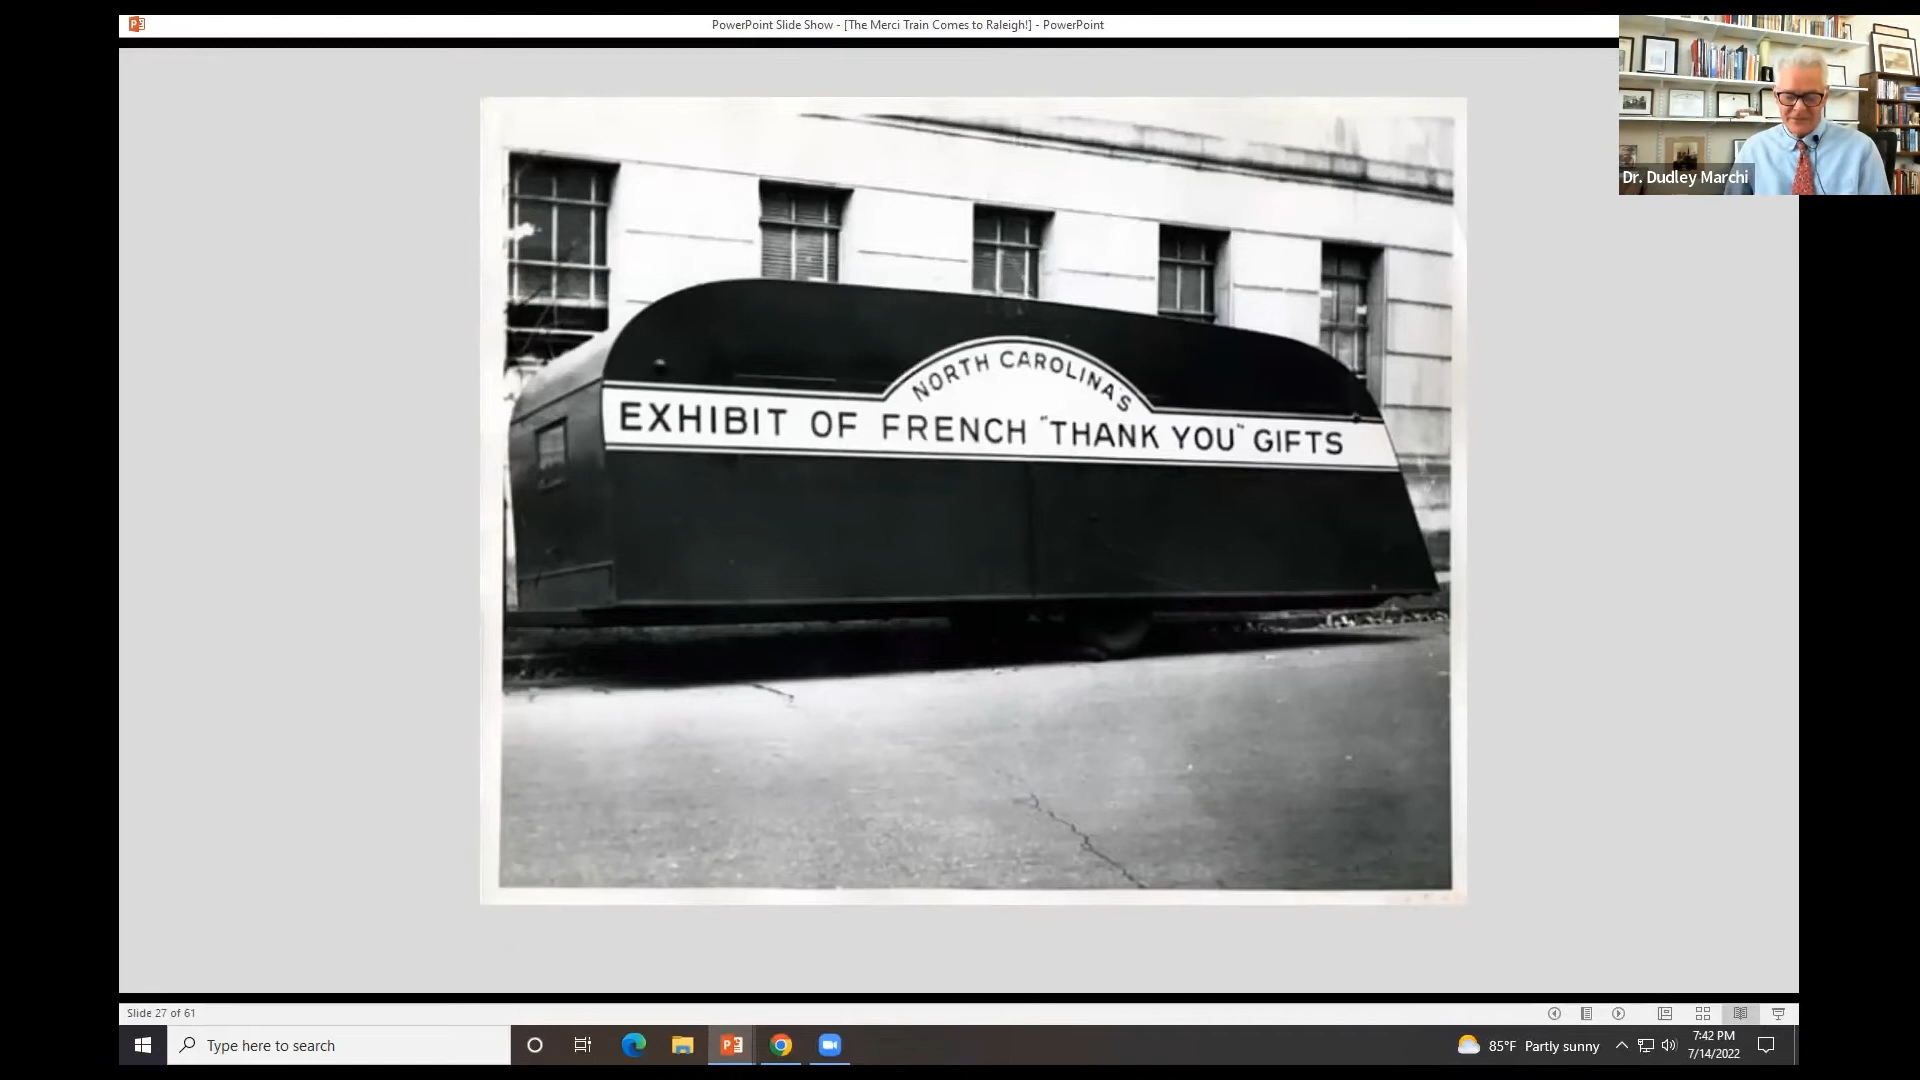 PowerPoint Slide Show - [The Merci Train Comes to Raleigh!] - PowerPoint
Dr. Dudley Marchi
NORTH CAROLINA'S
EXHIBIT OF FRENCH "THANK YOU" GIFTS
Slide 27 of 61
Type here to search
85°F Partly sunny
7:42 PM
7/14/2022